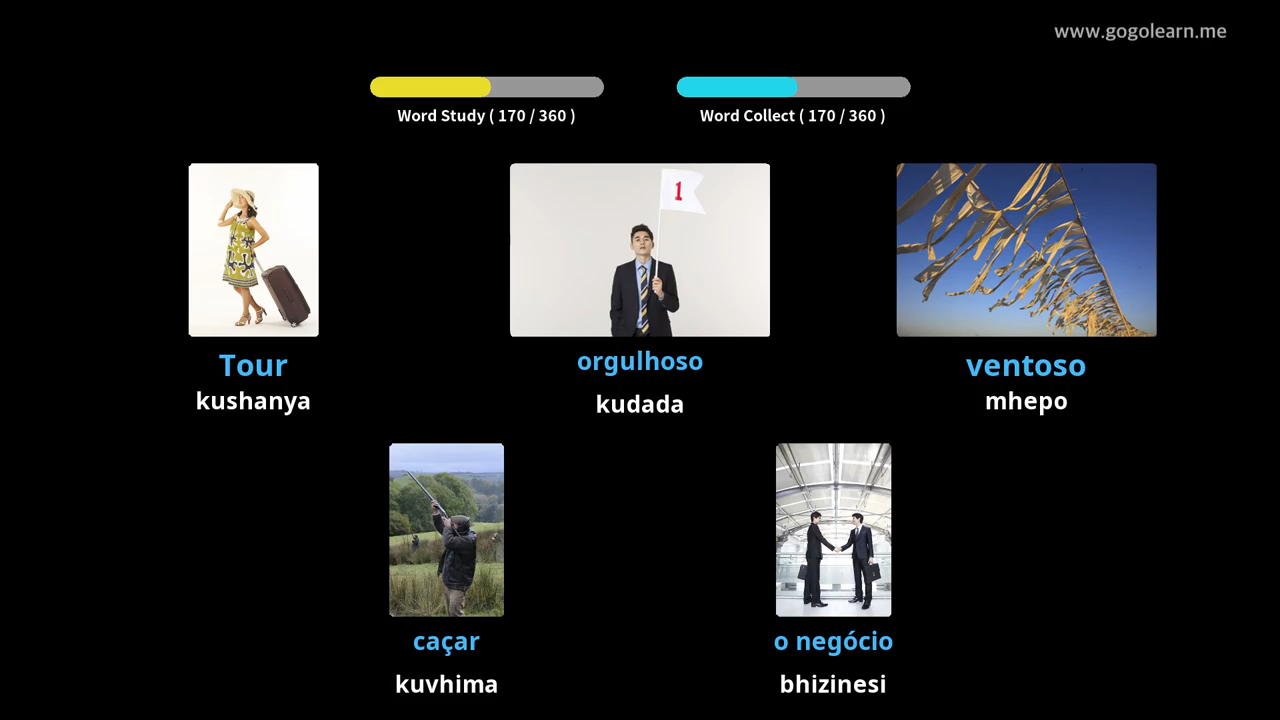 www.gogolearn.me
Word Study ( 170 / 360 )
Word Collect ( 170 / 360 )
1
Tour
kushanya
orgulhoso
kudada
ventoso
mhepo
caçar
kuvhima
o negócio
bhizinesi